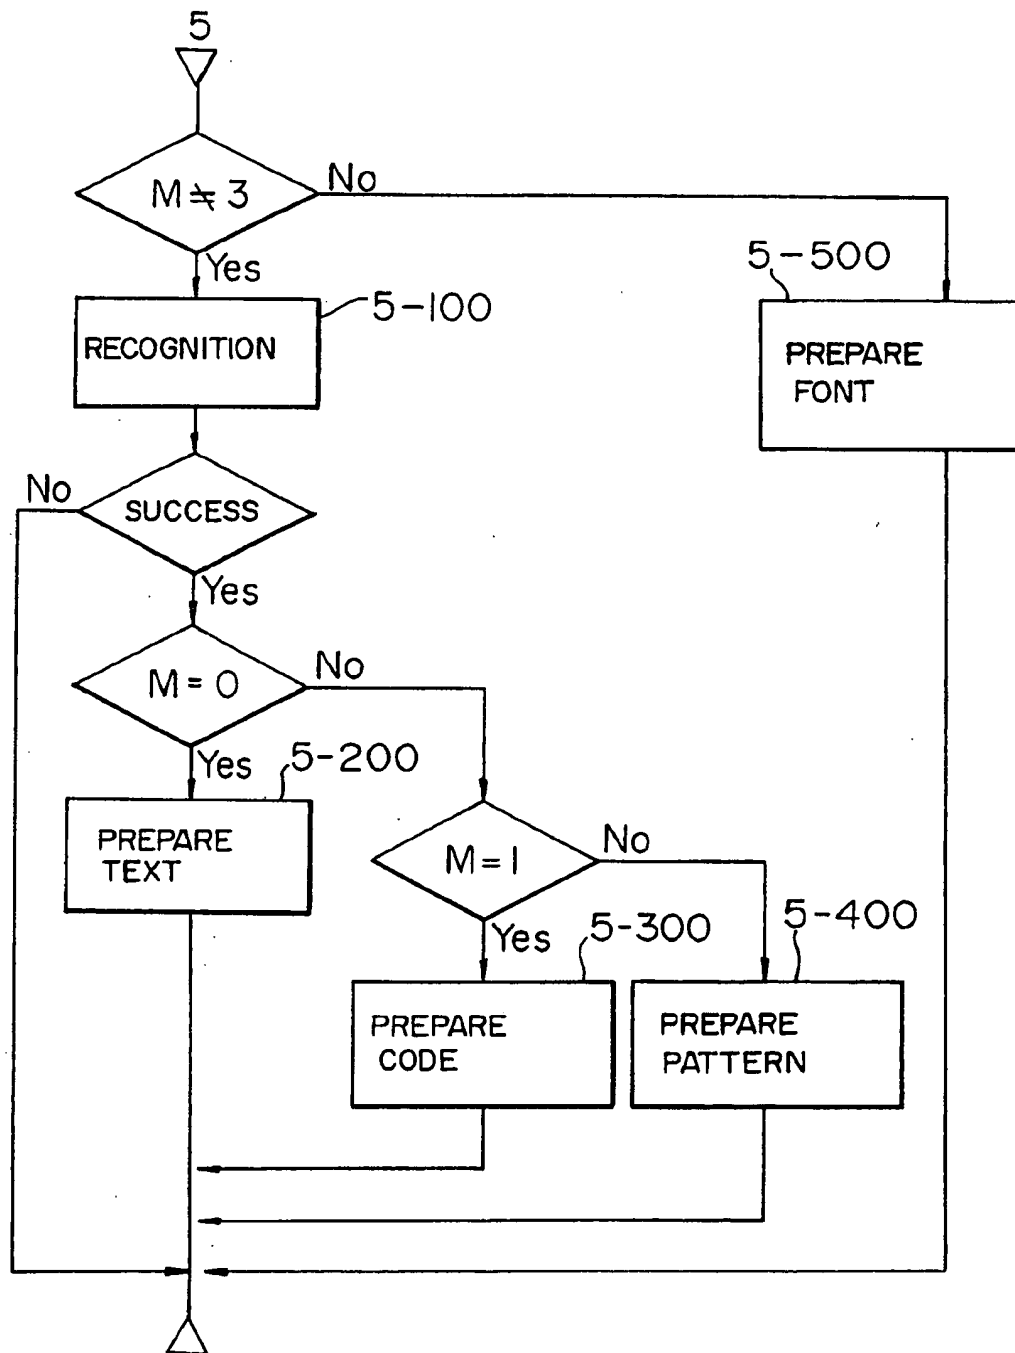 5
M ≠ 3
No
Yes
5-100
5-500
RECOGNITION
PREPARE
FONT
No
SUCCESS
Yes
M = 0
No
Yes
5-200
PREPARE
TEXT
M = 1
No
Yes
5-300
5-400
PREPARE
CODE
PREPARE
PATTERN